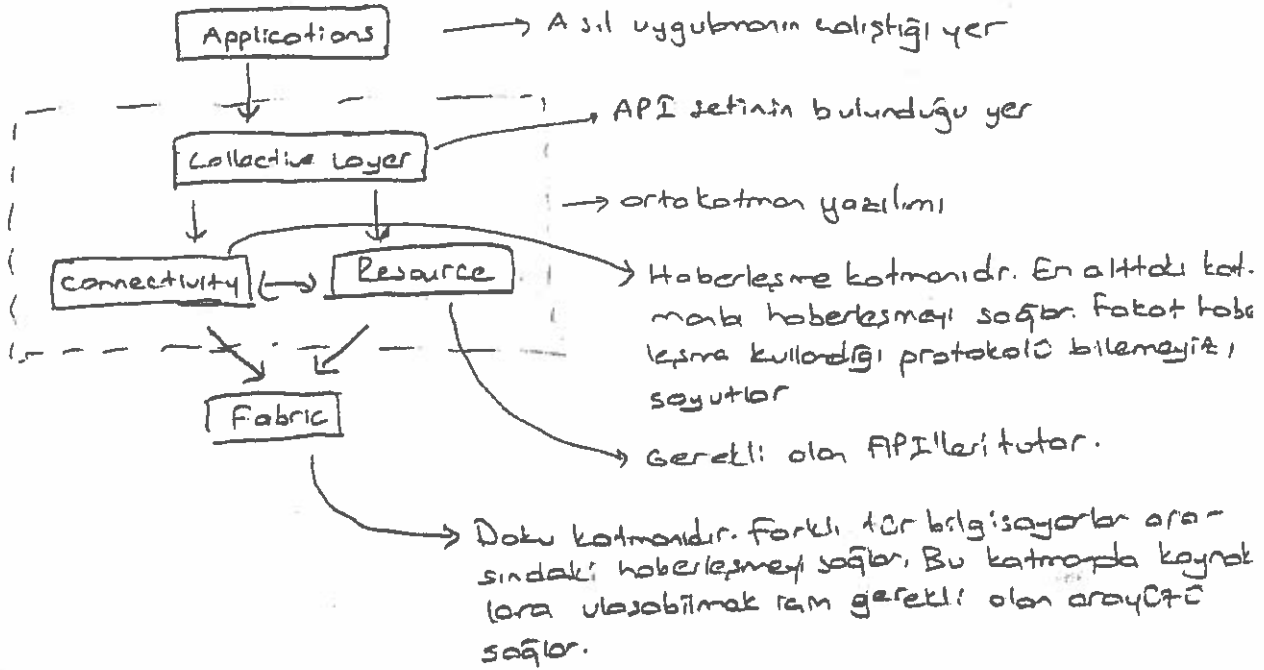 Applications
Asıl uygulamanın çalıştığı yer
API setinin bulunduğu yer
Collective Layer
ortakatman yazılımı
Connectivity
Resource
Haberleşme katmanıdır. En alttaki kat-
manla haberleşmeyi sağlar. Fakat habe
leşme kullandığı protokolü bilemeyiz,
soyutlar
Fabric
Gerekli olan API'leri tutar.
Doku katmanıdır. Farklı tür bilgisayarlar ara-
sındaki haberleşmeyi sağlar. Bu katmanda kaynak
lara ulaşabilmek için gerekli olan arayüzü
sağlar.